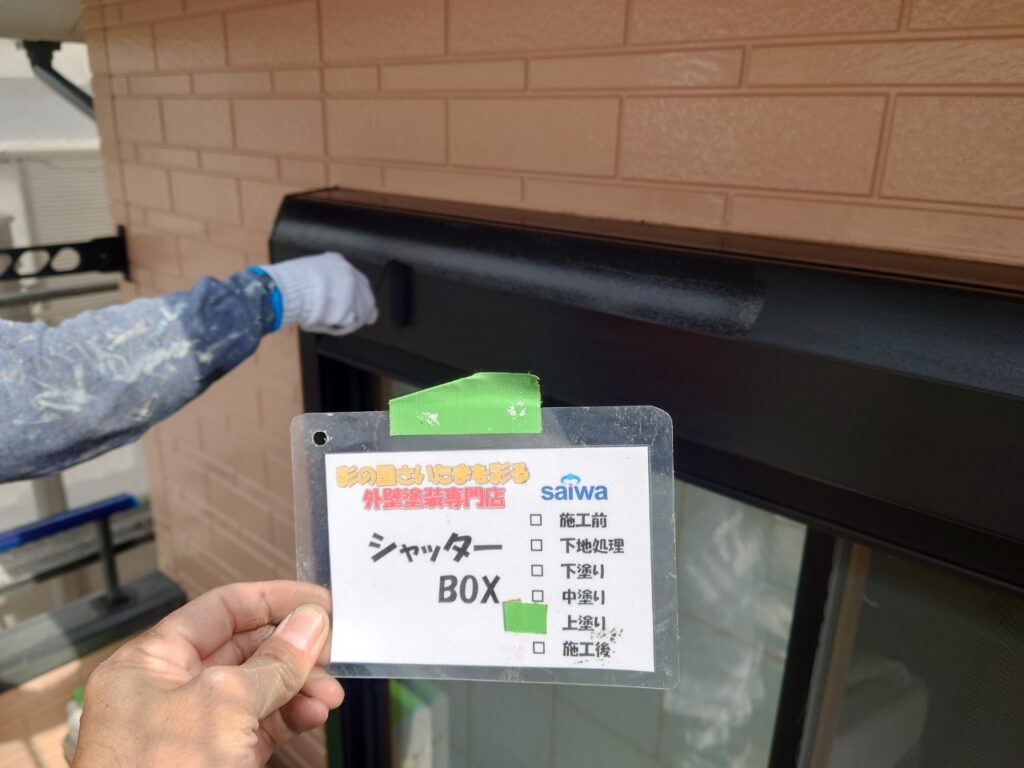 彩の国さいたまを彩る
外壁塗装専門店
saiwa
シャッター
BOX
□ 施工前
□ 下地処理
□ 下塗り
□ 中塗り
上塗り
□ 施工後